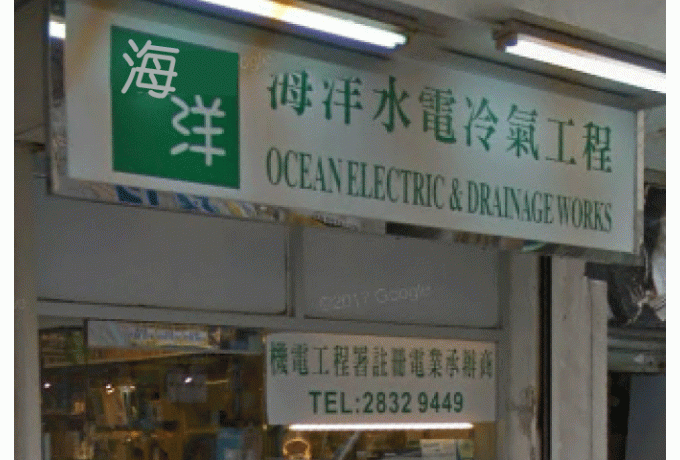 海
洋
海洋水電冷氣工程
OCEAN ELECTRIC & DRAINAGE WORKS
©2017 Google
機電工程署註冊電業承辦商
TEL:2832 9449